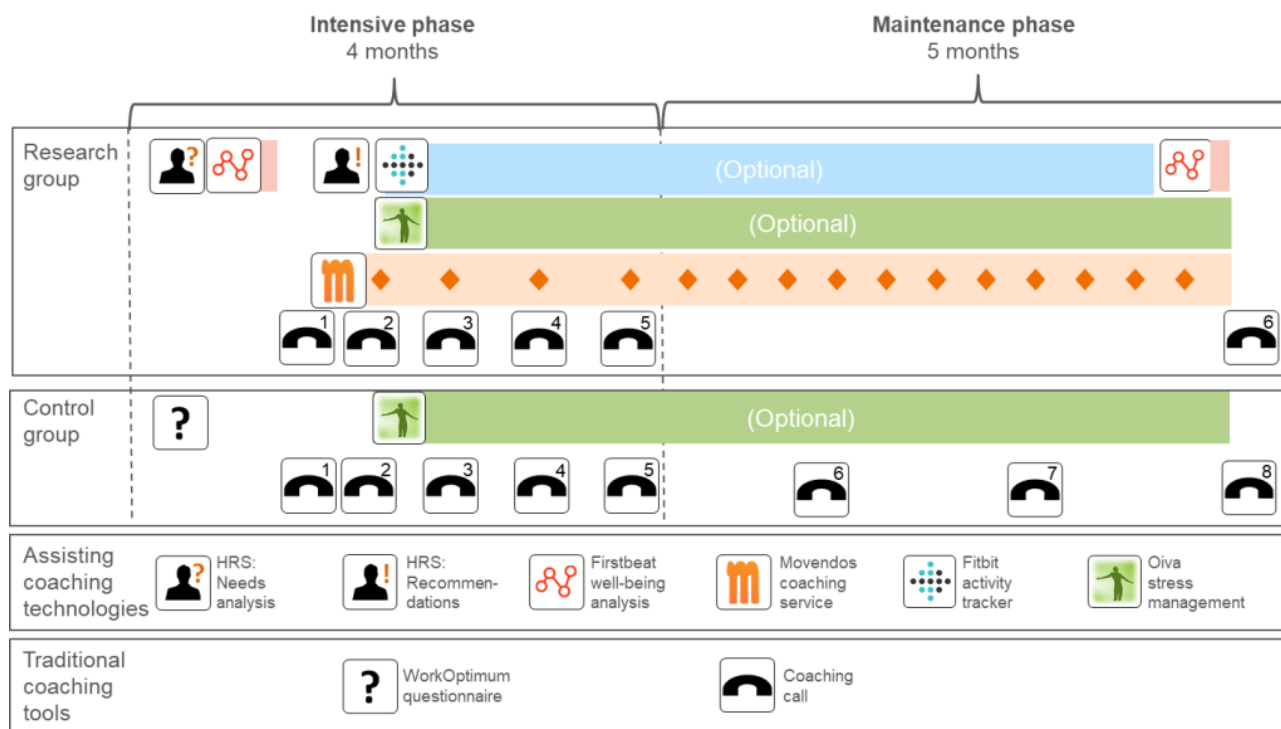 Intensive phase
4 months
Maintenance phase
5 months
Research
group
?
!
(Optional)
(Optional)
1
2
3
4
5
6
Control
group
?
(Optional)
1
2
3
4
5
6
7
8
Assisting
coaching
technologies
?
HRS:
Needs
analysis
!
HRS:
Recommen-
dations
Firstbeat
well-being
analysis
m
Movendos
coaching
service
Fitbit
activity
tracker
Oiva
stress
management
Traditional
coaching
tools
?
WorkOptimum
questionnaire
Coaching
call